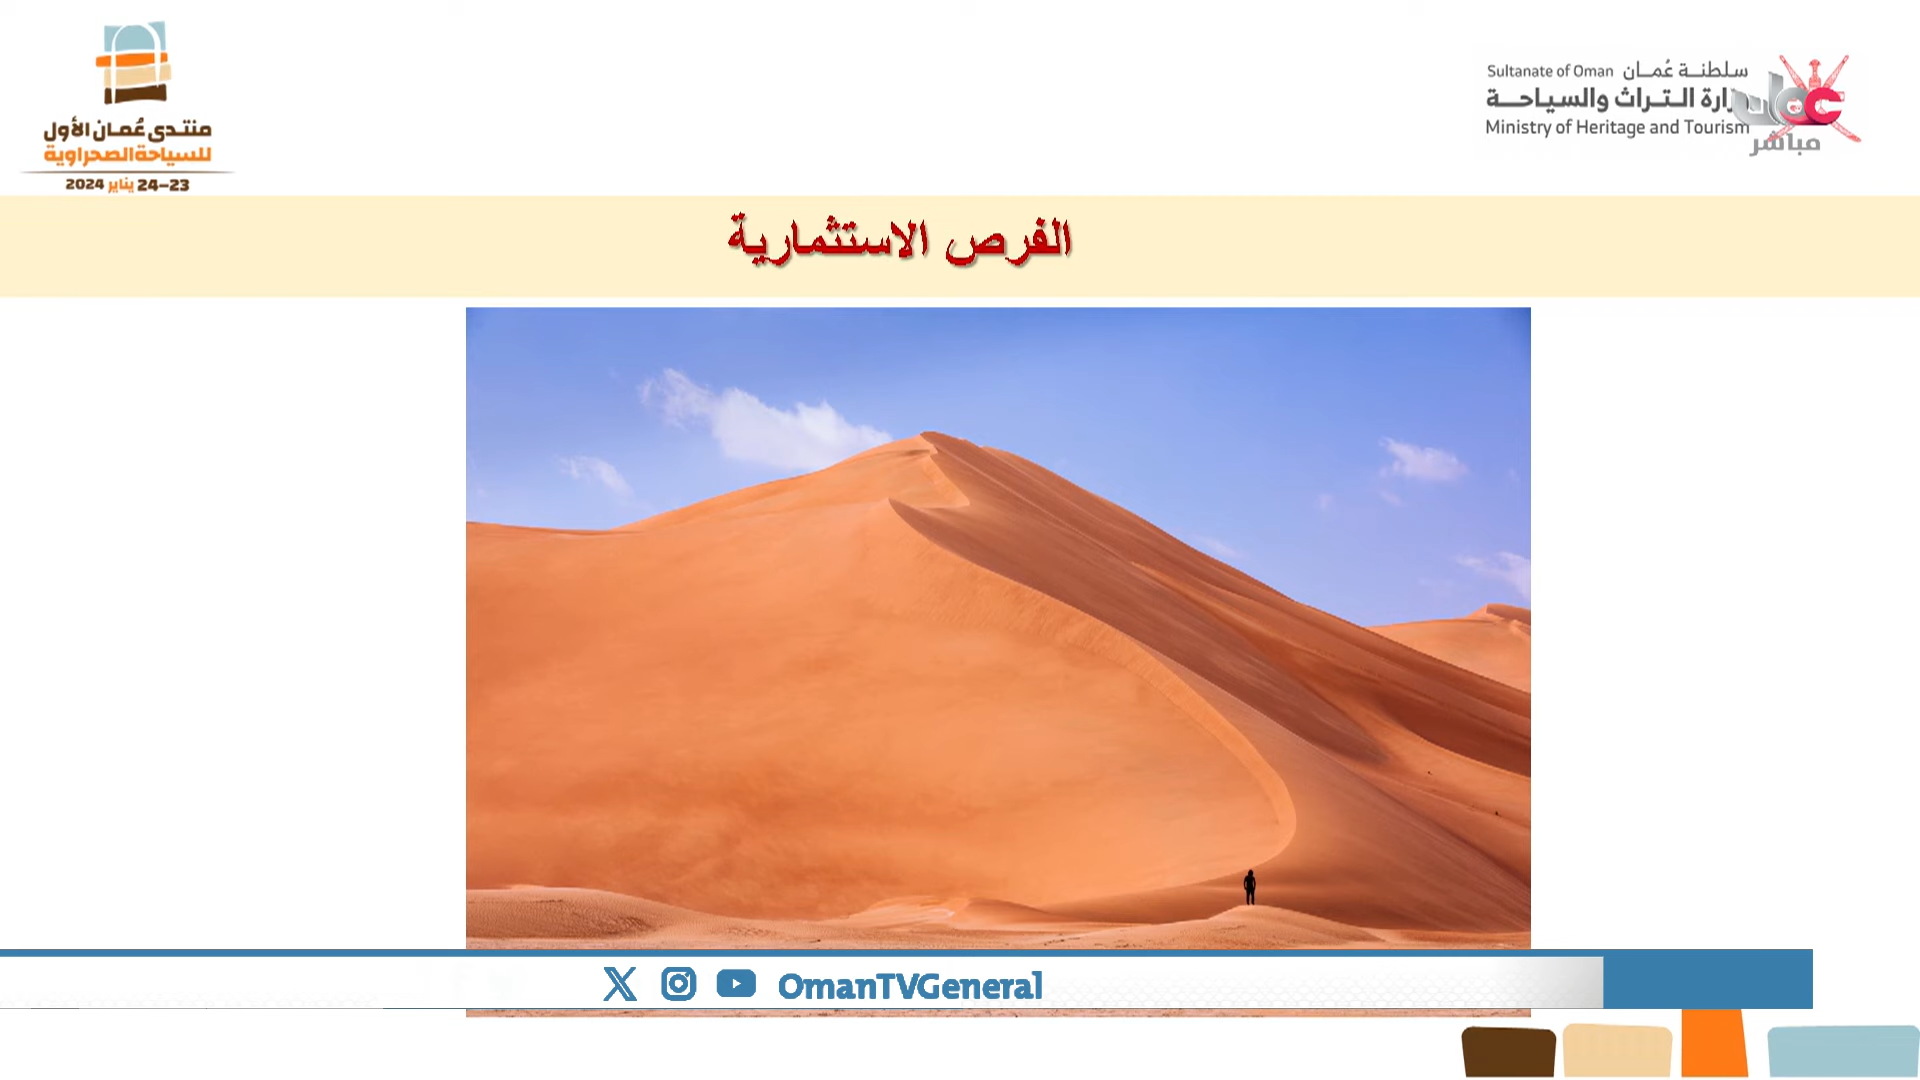 منتدى عُمان الأول
للسياحة الصحراوية
23–24 يناير 2024
Sultanate of Oman سلطنة عُمان
والسياحة التراث
Ministry of Heritage and Tourism
مباشر
الفرص الاستثمارية
OmanTVGeneral